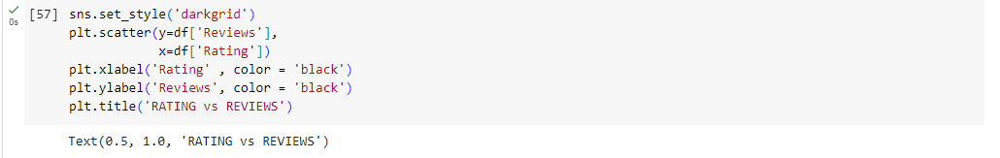 [57] sns.set_style('darkgrid')
0s
plt.scatter(y=df['Reviews'],
x=df['Rating'])
plt.xlabel('Rating' , color = 'black')
plt.ylabel('Reviews', color = 'black')
plt.title('RATING vs REVIEWS')
Text(0.5, 1.0, 'RATING vs REVIEWS')